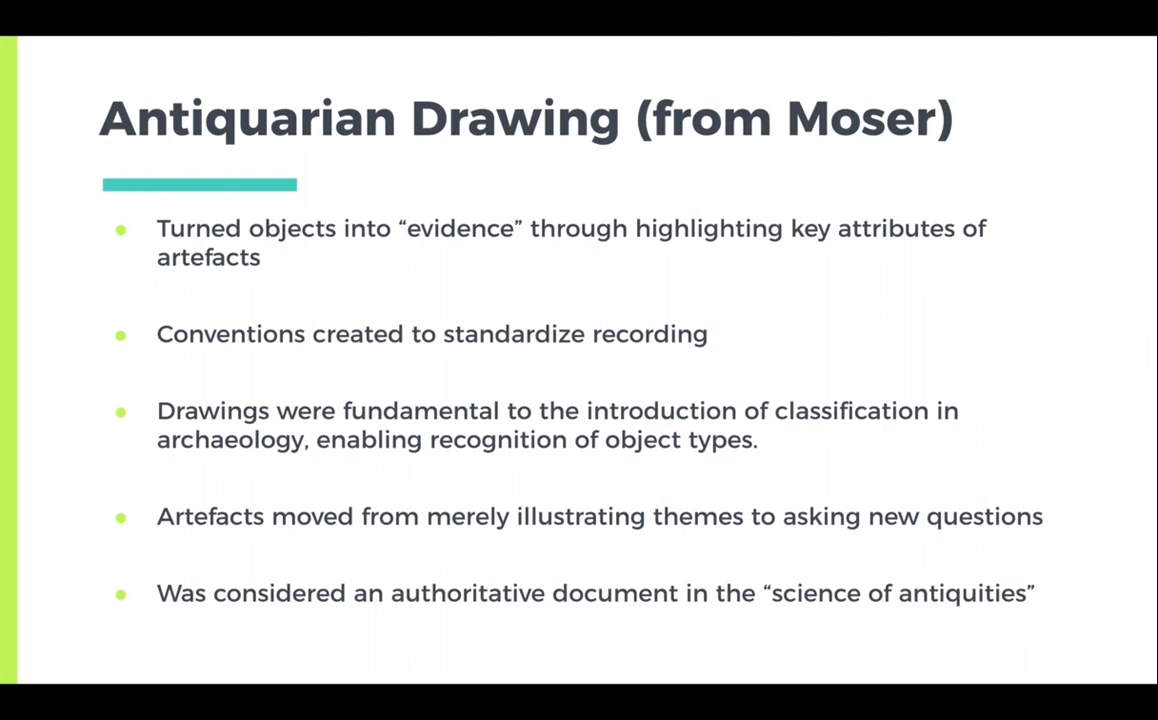 Antiquarian Drawing (from Moser)
● Turned objects into “evidence” through highlighting key attributes of
artefacts
● Conventions created to standardize recording
● Drawings were fundamental to the introduction of classification in
archaeology, enabling recognition of object types.
● Artefacts moved from merely illustrating themes to asking new questions
● Was considered an authoritative document in the “science of antiquities”